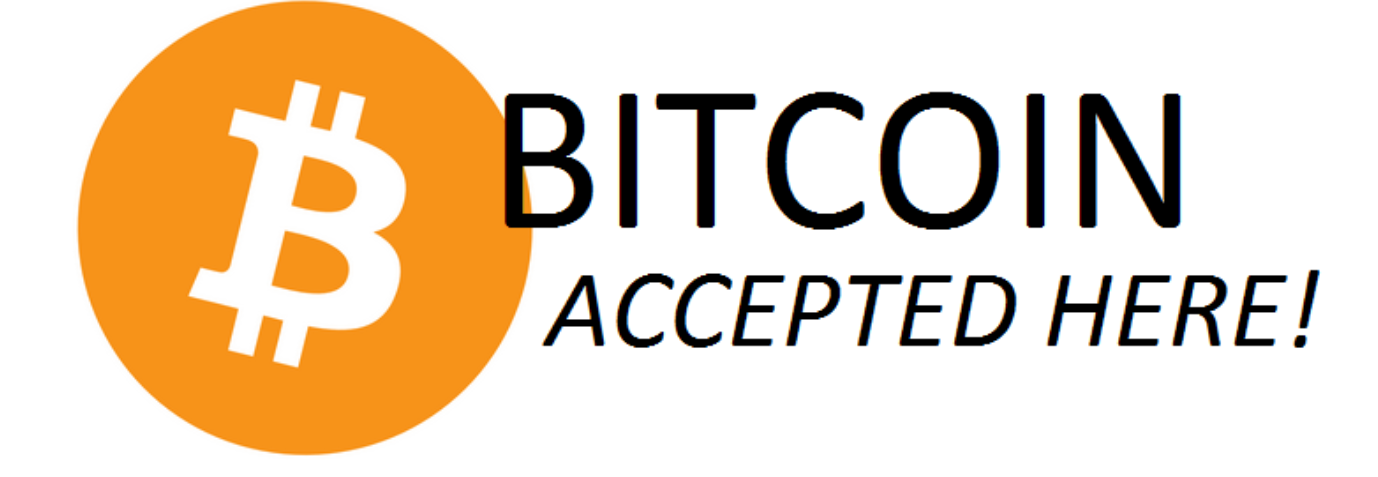 BITCOIN
ACCEPTED HERE!